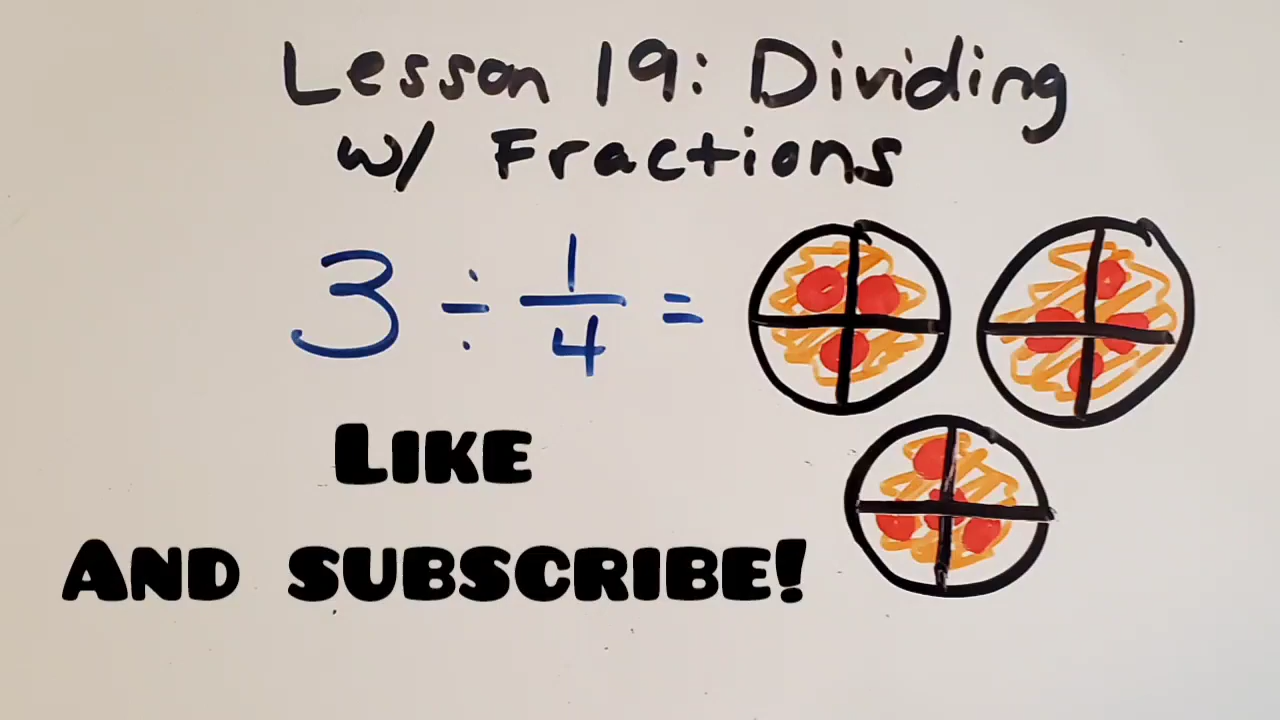 Lesson 19: Dividing
w/ Fractions
3 ÷ 1/4 =
LIKE
AND SUBSCRIBE!